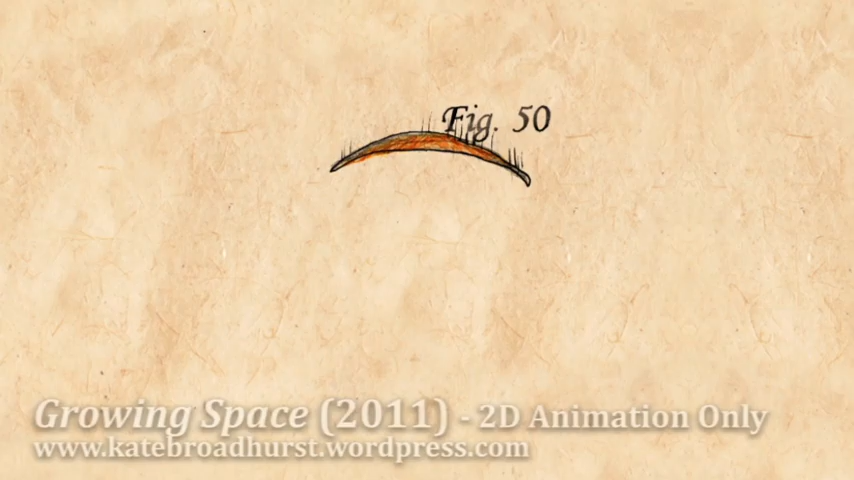 Fig. 50
Growing Space (2011) - 2D Animation Only
www.katebroadhurst.wordpress.com